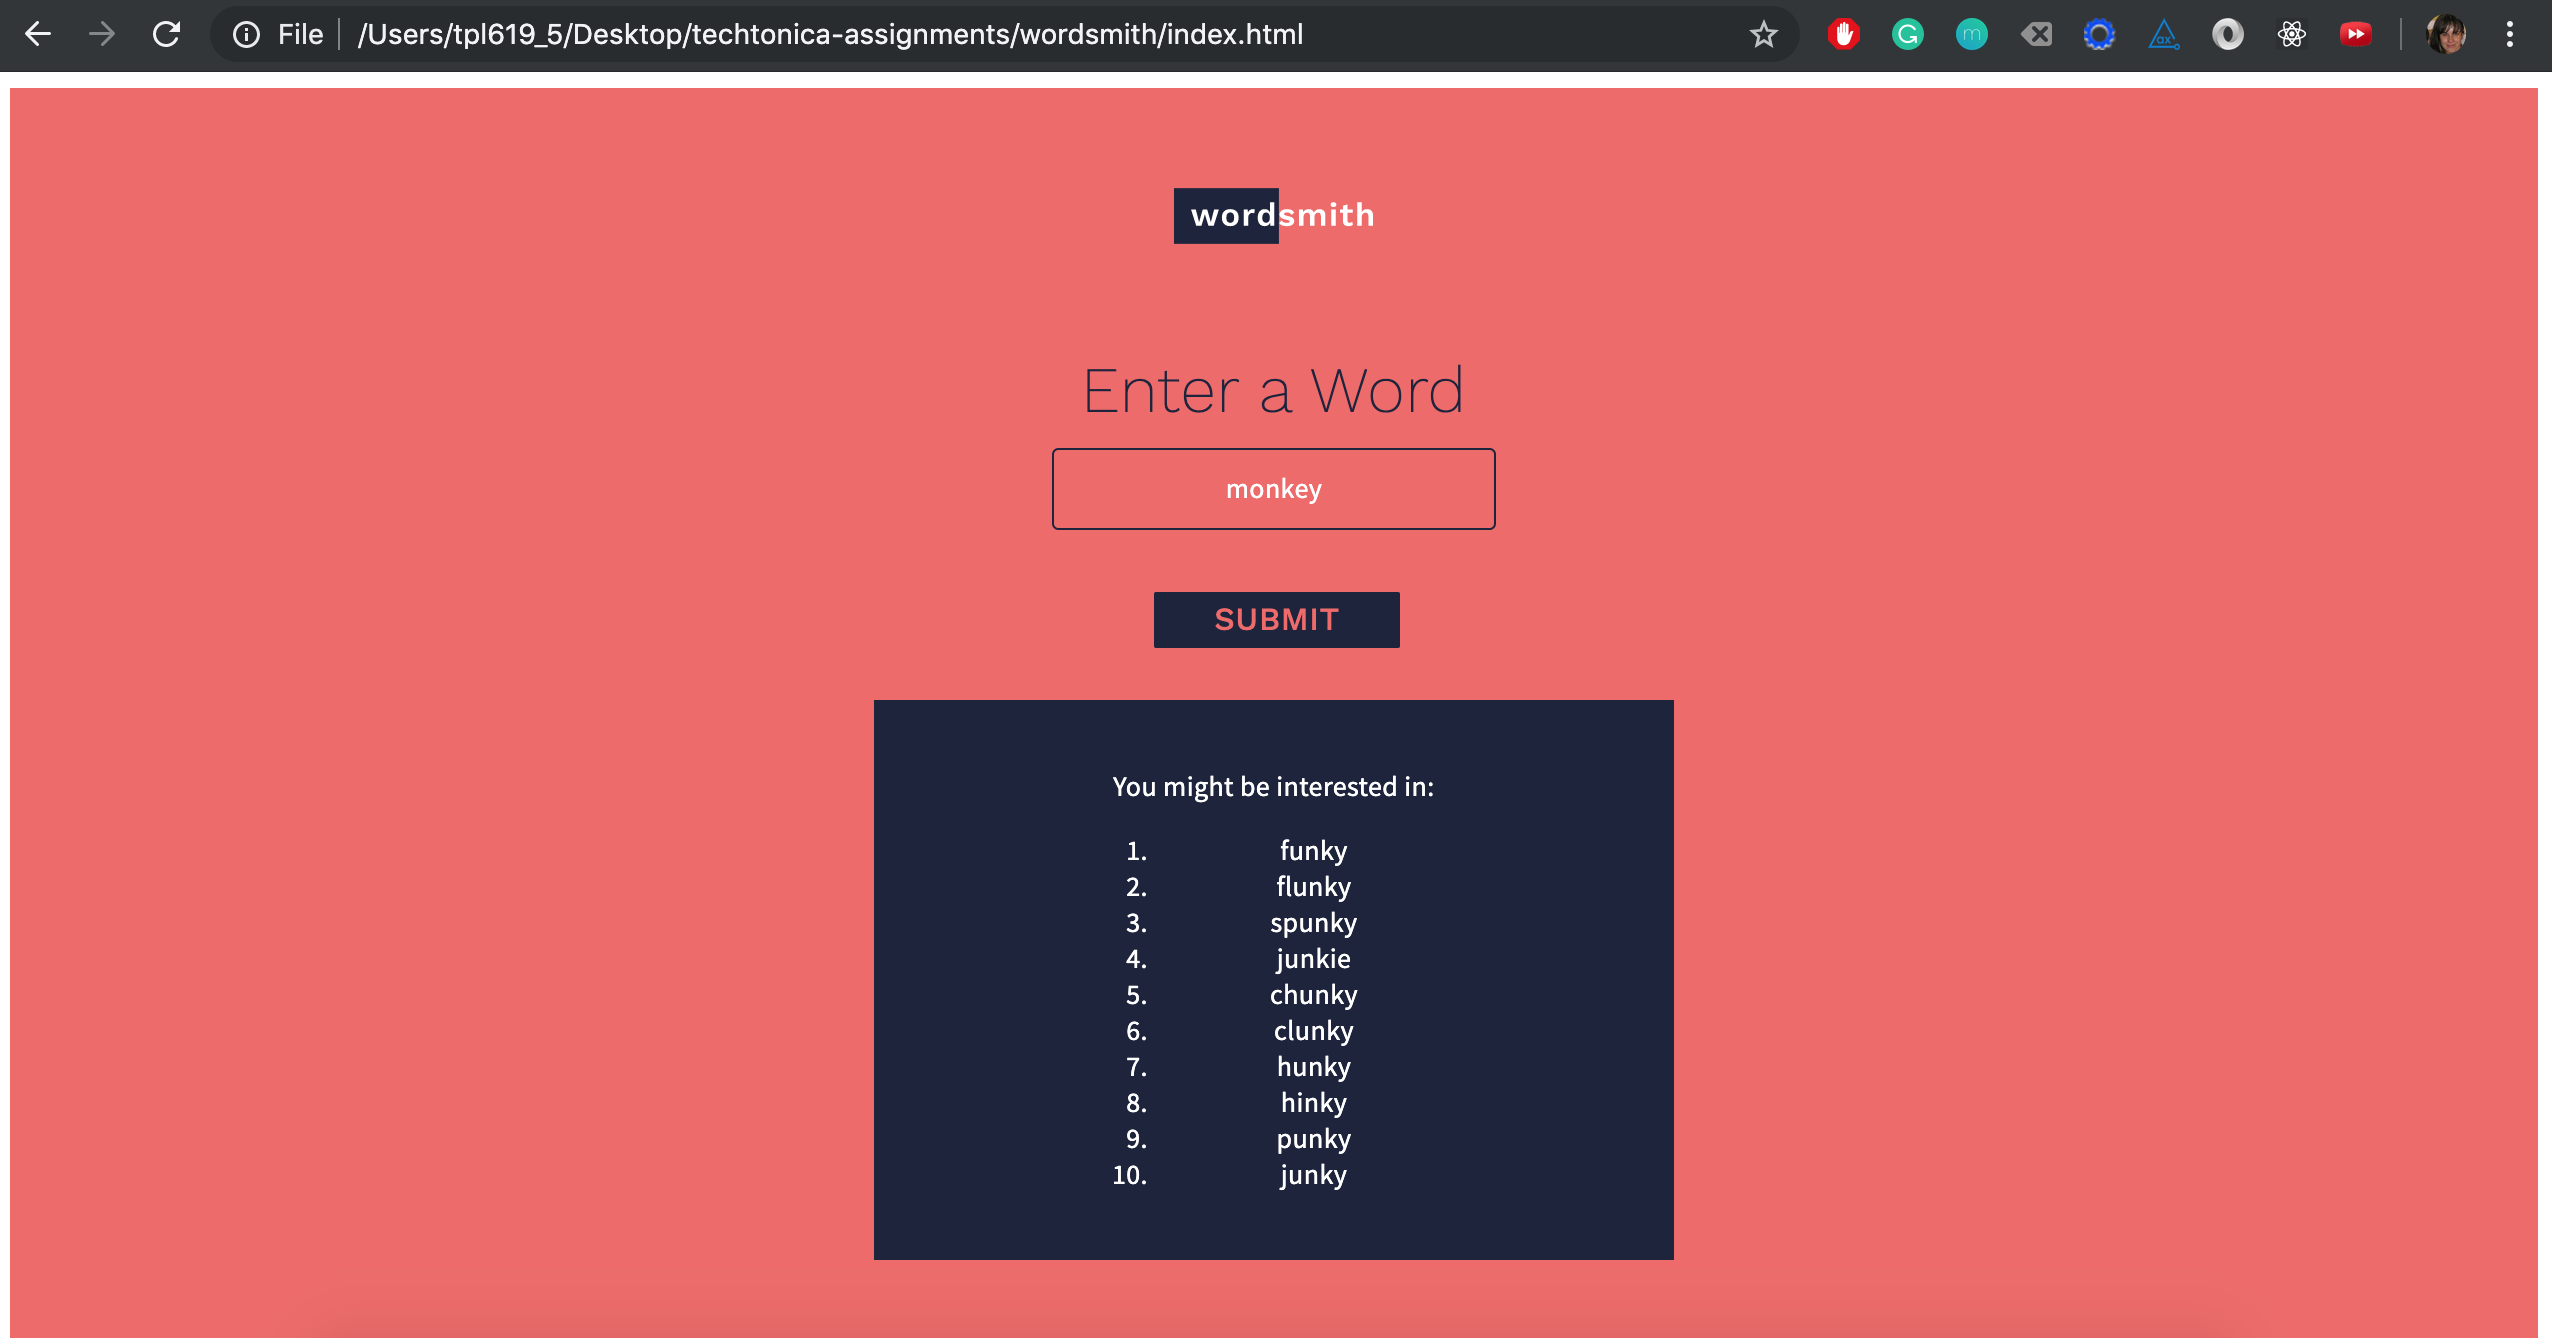 File /Users/tpl619_5/Desktop/techtonica-assignments/wordsmith/index.html
wordsmith
Enter a Word
monkey
SUBMIT
You might be interested in:
1. funky
2. flunky
3. spunky
4. junkie
5. chunky
6. clunky
7. hunky
8. hinky
9. punky
10. junky